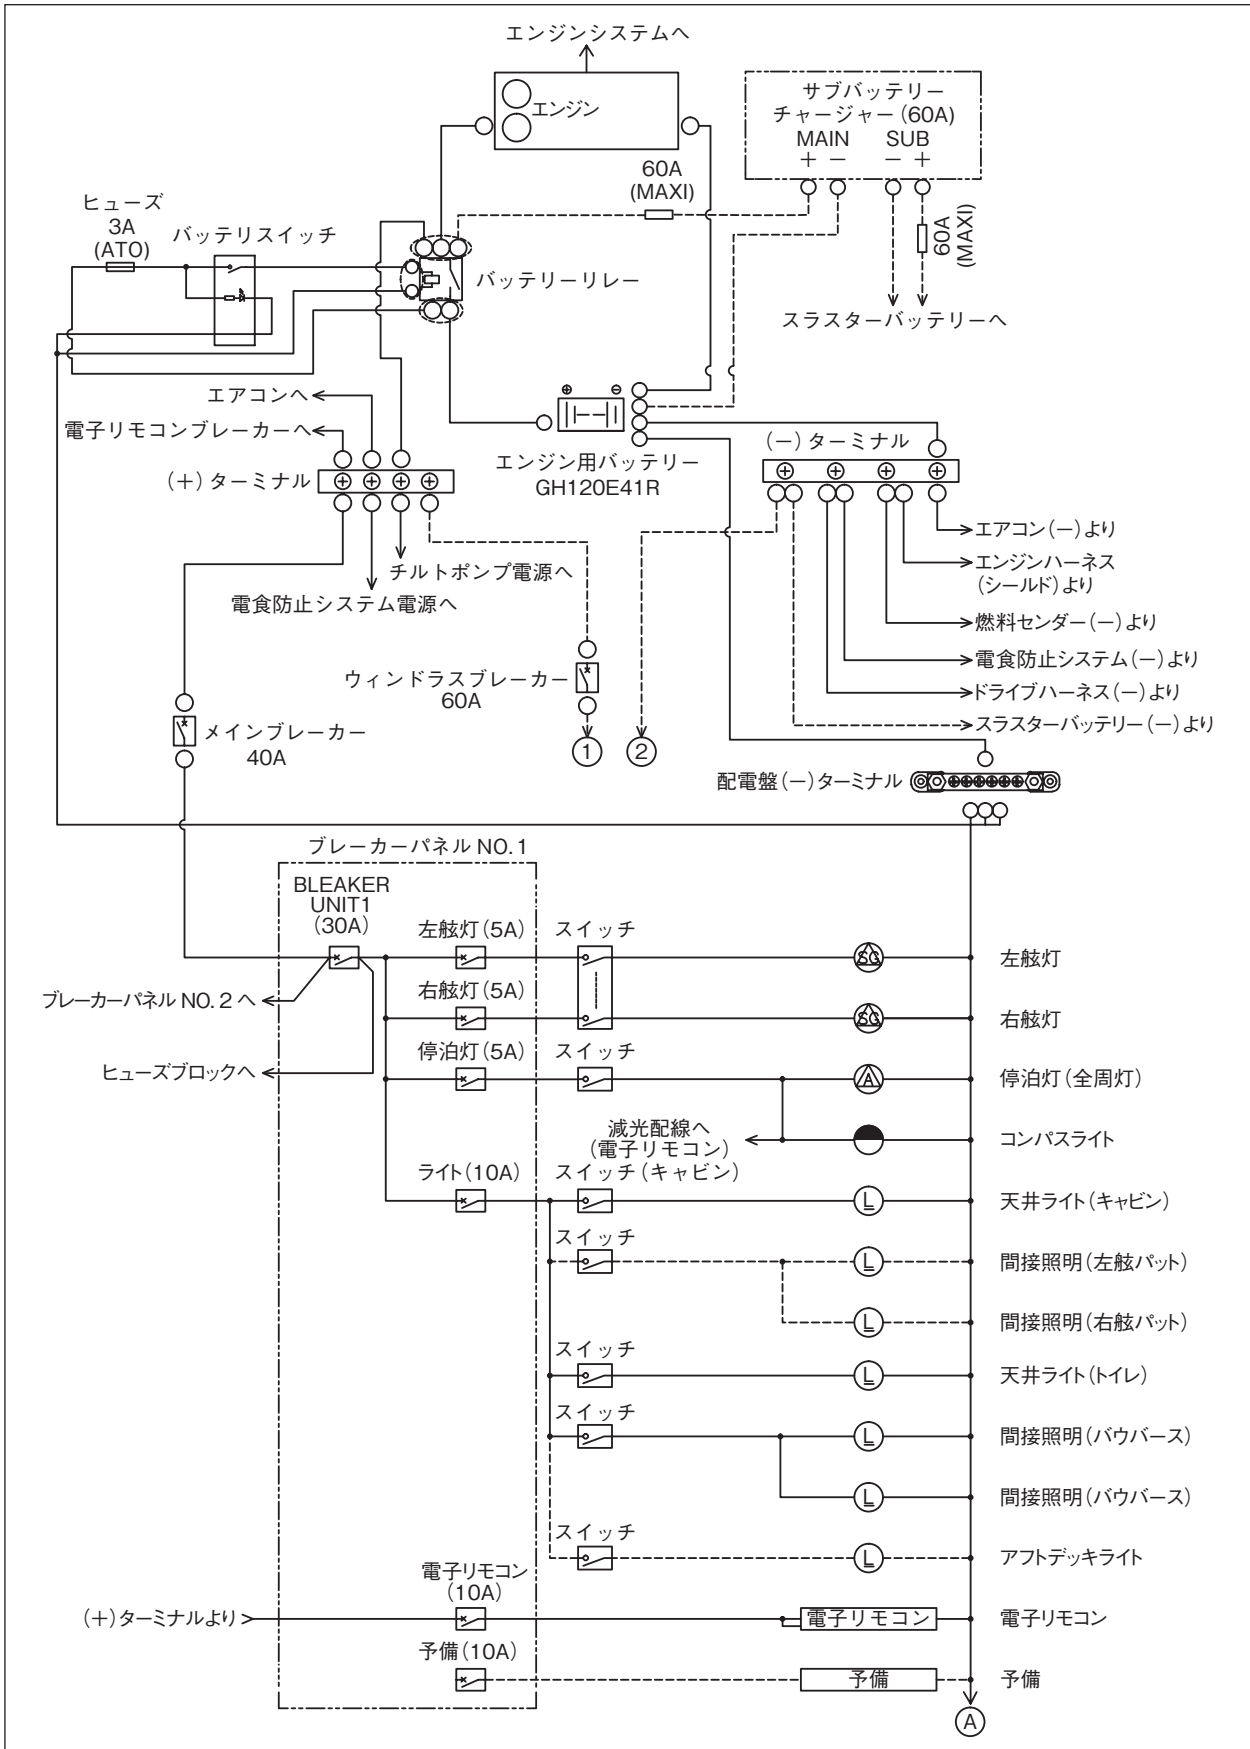 エンジンシステムへ
エンジン
サブバッテリー
チャージャー(60A)
MAIN SUB
+ − − +
60A
(MAXI)
60A
(MAXI)
ヒューズ
3A
(ATO)
バッテリスイッチ
バッテリーリレー
スラスターバッテリーへ
エアコンへ
電子リモコンブレーカーへ
(+)ターミナル
⊕ ⊖
エンジン用バッテリー
GH120E41R
(−)ターミナル
チルトポンプ電源へ
電食防止システム電源へ
エアコン(−)より
エンジンハーネス
(シールド)より
燃料センダー(−)より
電食防止システム(−)より
ドライブハーネス(−)より
スラスターバッテリー(−)より
ウィンドラスブレーカー
60A
メインブレーカー
40A
① ②
配電盤(−)ターミナル
ブレーカーパネル NO.1
BLEAKER
UNIT1
(30A)
左舷灯(5A) スイッチ
SG 左舷灯
ブレーカーパネル NO.2 へ
右舷灯(5A)
SG 右舷灯
停泊灯(5A) スイッチ
ヒューズブロックへ
A 停泊灯(全周灯)
減光配線へ
(電子リモコン)
コンパスライト
ライト(10A) スイッチ(キャビン)
L 天井ライト(キャビン)
スイッチ
L 間接照明(左舷パット)
L 間接照明(右舷パット)
スイッチ
L 天井ライト(トイレ)
スイッチ
L 間接照明(バウバース)
L 間接照明(バウバース)
スイッチ
L アフトデッキライト
電子リモコン
(10A)
(+)ターミナルより 電子リモコン 電子リモコン
予備(10A)
予備 予備
A